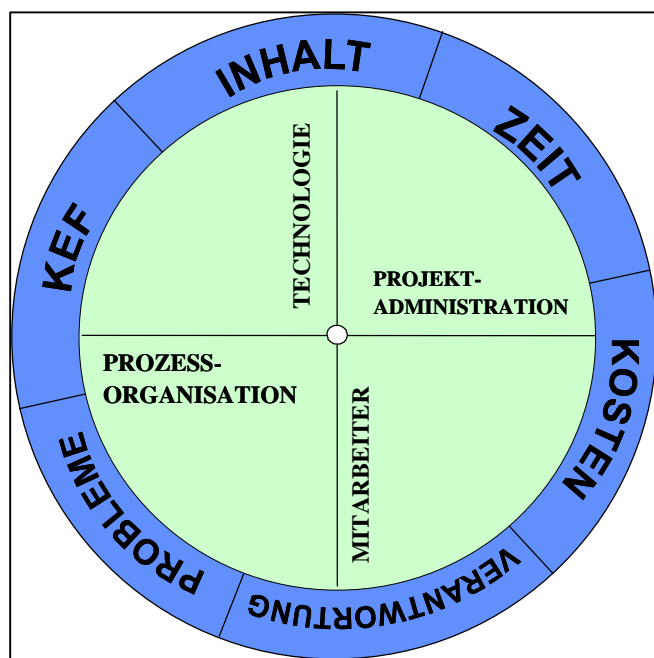 INHALT
ZEIT
KOSTEN
VERANTWORTUNG
PROBLEME
KEF
TECHNOLOGIE
PROJEKT-
ADMINISTRATION
MITARBEITER
PROZESS-
ORGANISATION